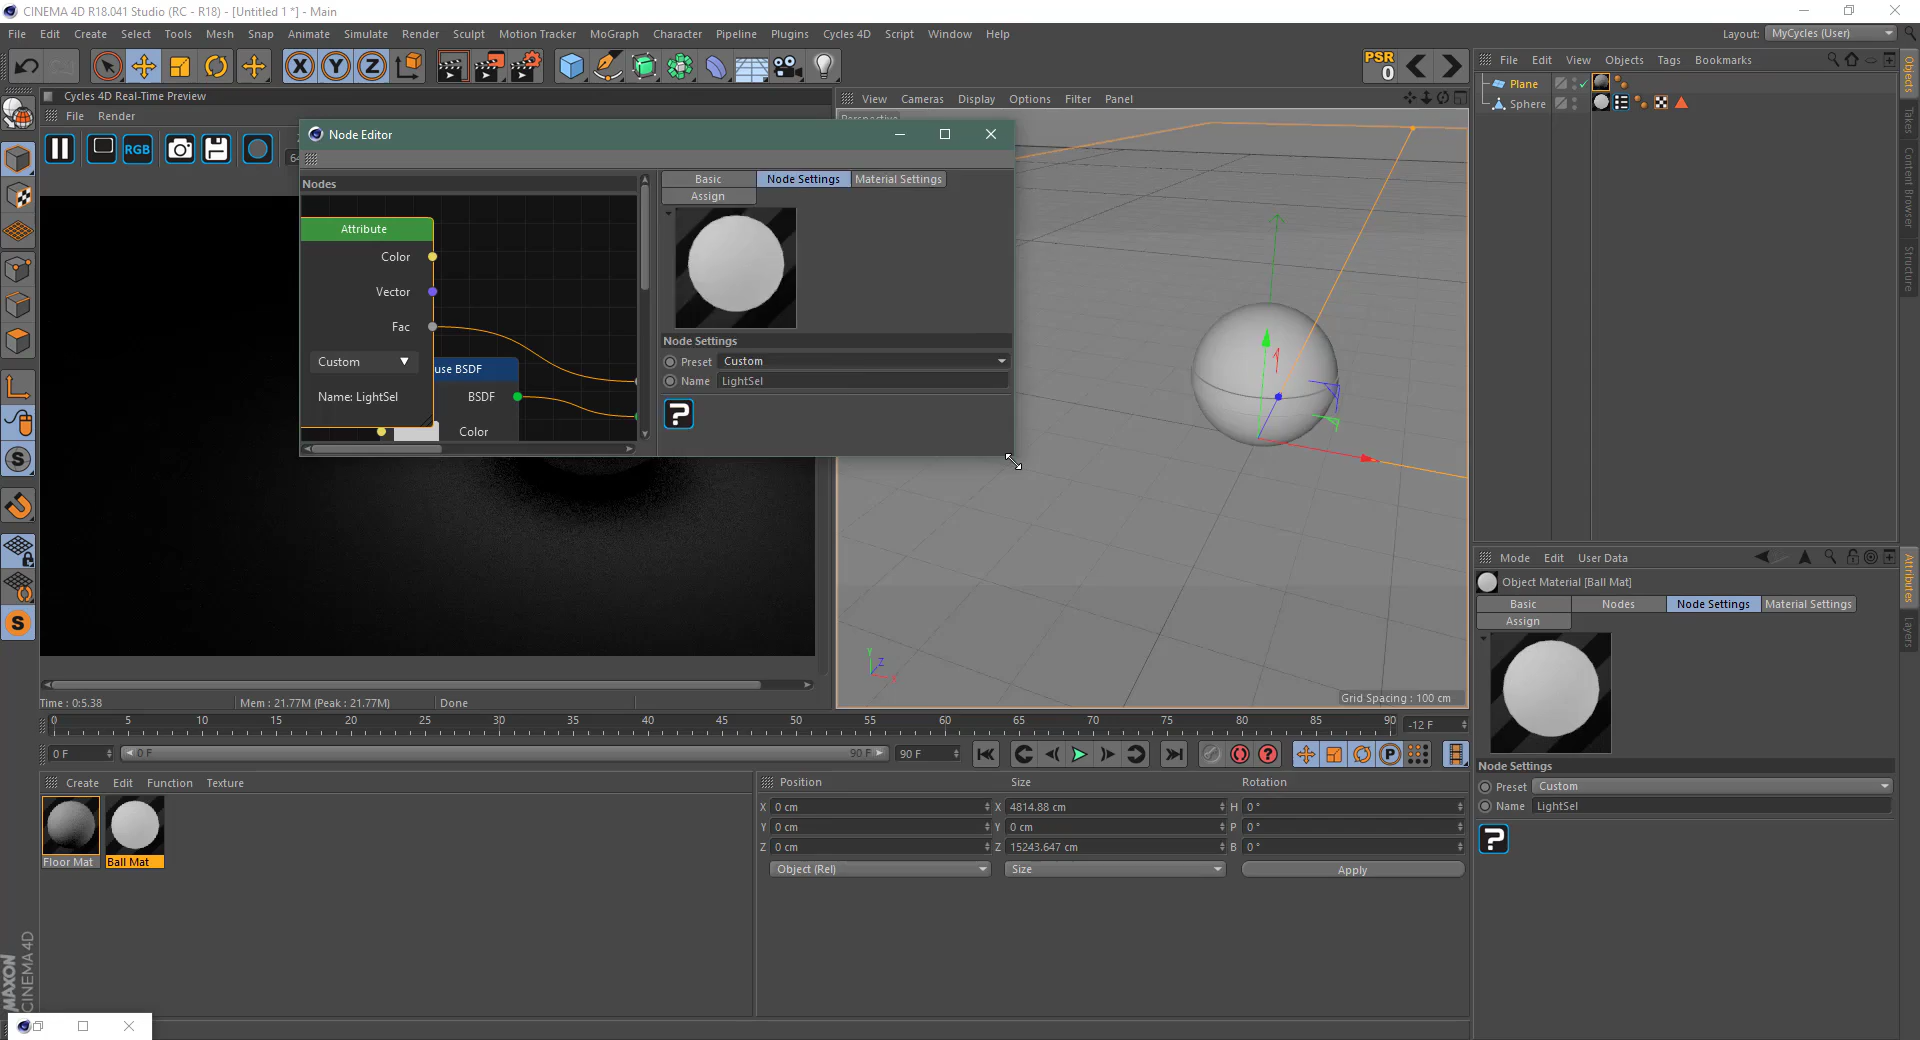 CINEMA 4D R18.041 Studio (RC - R18) - [Untitled 1 *] - Main
File Edit Create Select Tools Mesh Snap Animate Simulate Render Sculpt Motion Tracker MoGraph Character Pipeline Plugins Cycles 4D Script Window Help
Layout: MyCycles (User)
PSR
0
File Edit View Objects Tags Bookmarks
Plane
Sphere
Objects
Takes
Content Browser
Structure
Cycles 4D Real-Time Preview
File Render
RGB
64
View Cameras Display Options Filter Panel
Perspective
Node Editor
Nodes
Attribute
Color
Vector
Fac
Custom
Name: LightSel
use BSDF
BSDF
Color
Basic Node Settings Material Settings
Assign
Node Settings
Preset Custom
Name LightSel
?
Y
Z
X
Grid Spacing : 100 cm
Time : 0:5.38 Mem : 21.77M (Peak : 21.77M) Done
0 5 10 15 20 25 30 35 40 45 50 55 60 65 70 75 80 85 90 -12 F
0 F 0 F 90 F 90 F
Create Edit Function Texture
Floor Mat Ball Mat
Position Size Rotation
X 0 cm X 4814.88 cm H 0 °
Y 0 cm Y 0 cm P 0 °
Z 0 cm Z 15243.647 cm B 0 °
Object (Rel) Size Apply
Mode Edit User Data
Object Material [Ball Mat]
Basic Nodes Node Settings Material Settings
Assign
Node Settings
Preset Custom
Name LightSel
?
Attributes
Layers
MAXON
CINEMA 4D